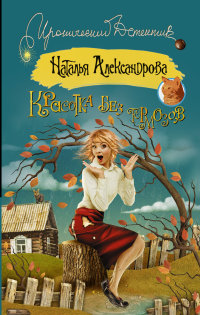 Иронический Детектив
Наталья Александрова
Красотка без тормозов